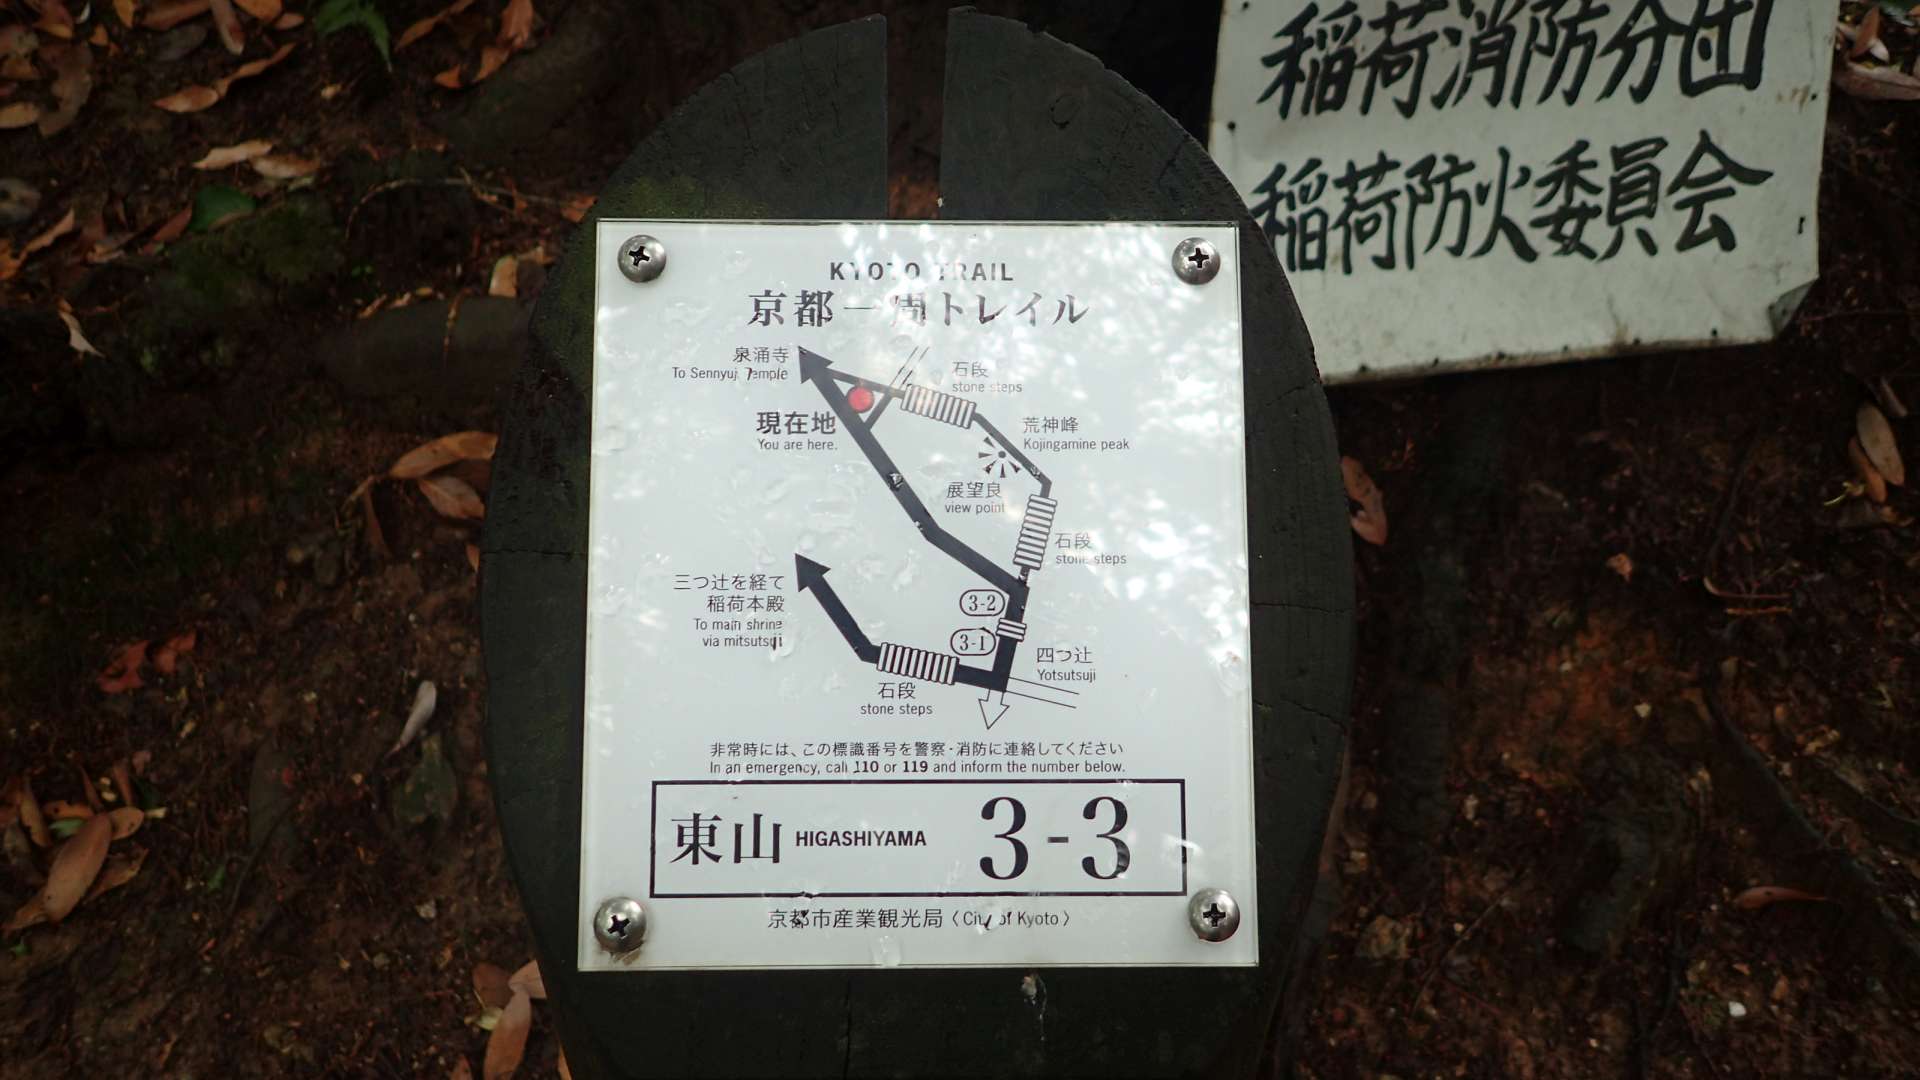 稲荷消防分団
稲荷防火委員会
KYOTO TRAIL
京都一周トレイル
泉涌寺
To Sennyuji Temple
石段
stone steps
現在地
You are here.
荒神峰
Kojingamine peak
展望良
view point
石段
stone steps
三つ辻を経て
稲荷本殿
To main shrine
via mitsutsuji
3-2
3-1
四つ辻
Yotsutsuji
石段
stone steps
非常時には、この標識番号を警察・消防に連絡してください
In an emergency, call 110 or 119 and inform the number below.
東山 HIGASHIYAMA 3-3
京都市産業観光局〈City of Kyoto〉